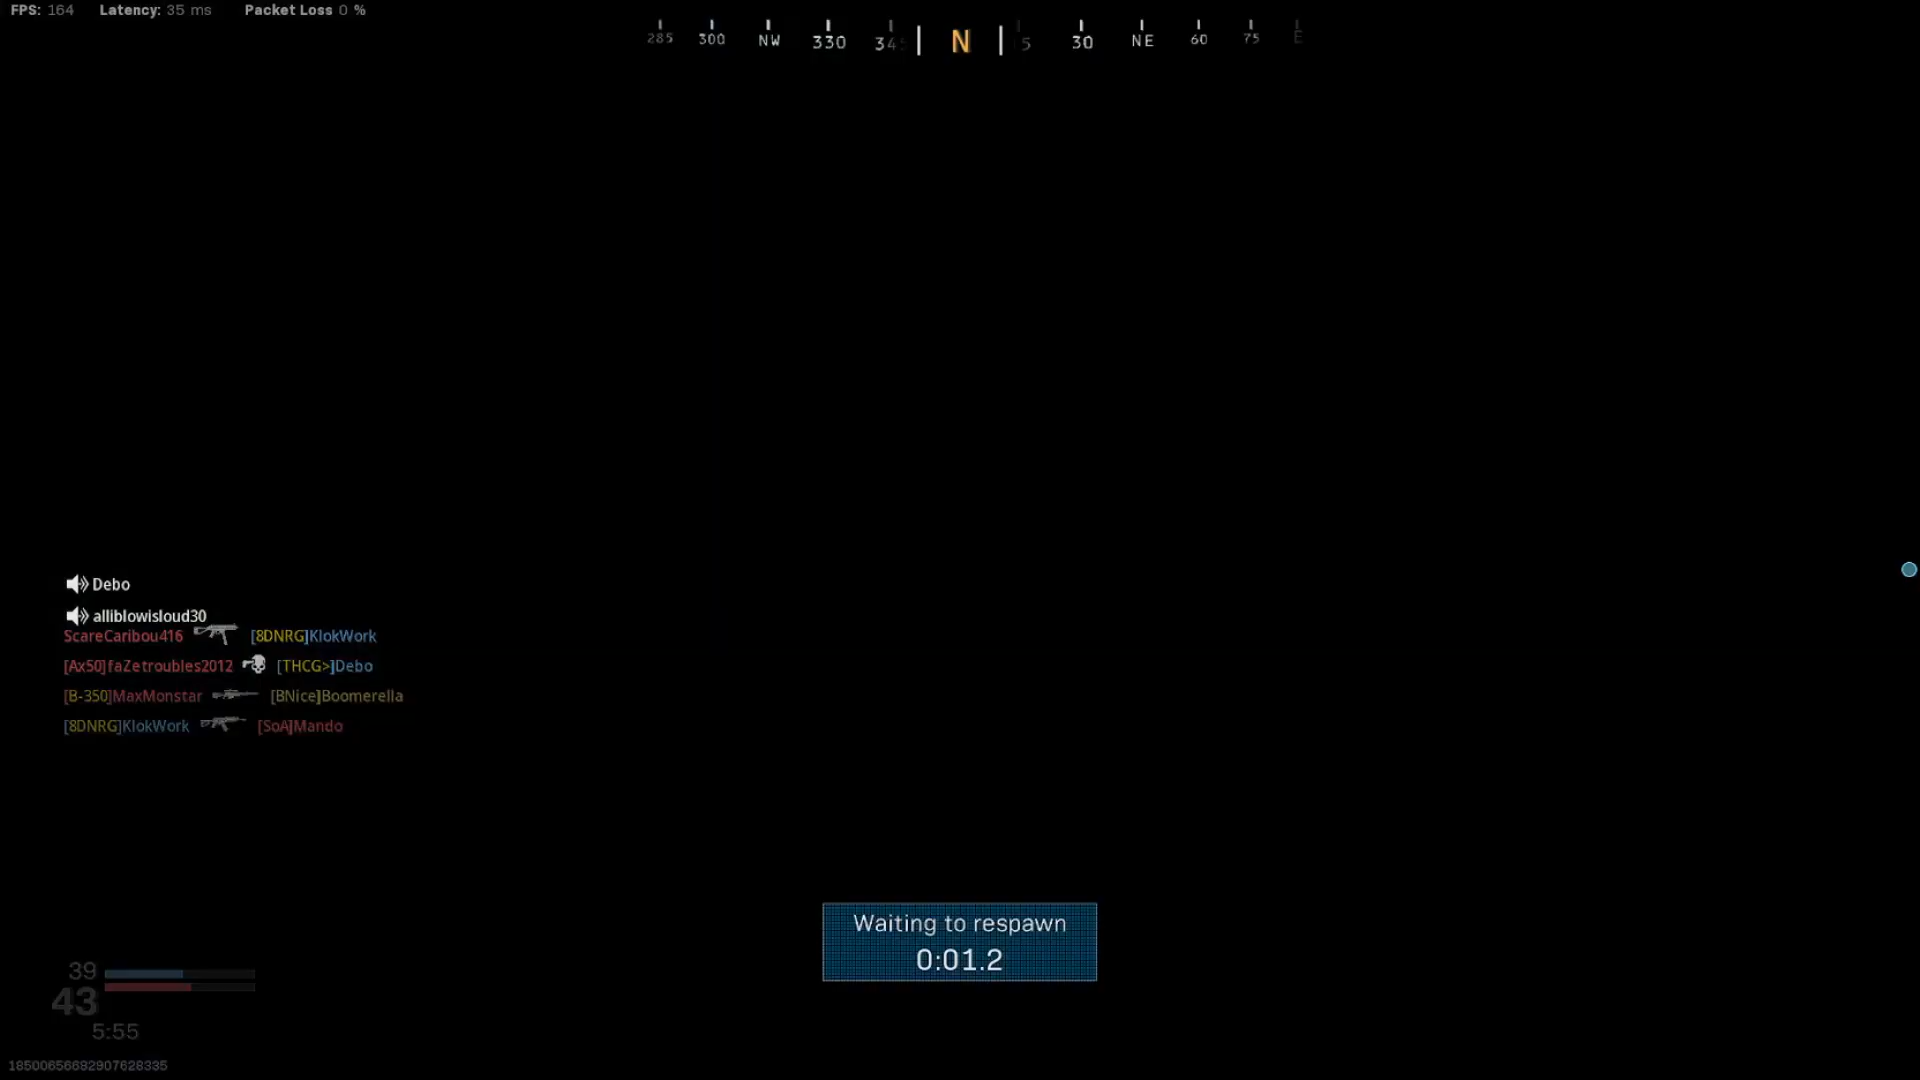 FPS: 164 Latency: 35 ms Packet Loss 0 %
285 300 NW 330 34 N 5 30 NE 60 75 E
Debo
alliblowisloud30
ScareCaribou416 [8DNRG]KlokWork
[Ax50]faZetroubles2012 [THCG>]Debo
[B-350]MaxMonstar [BNice]Boomerella
[8DNRG]KlokWork [SoA]Mando
Waiting to respawn
0:01.2
39
43
5:55
18500656692907628335